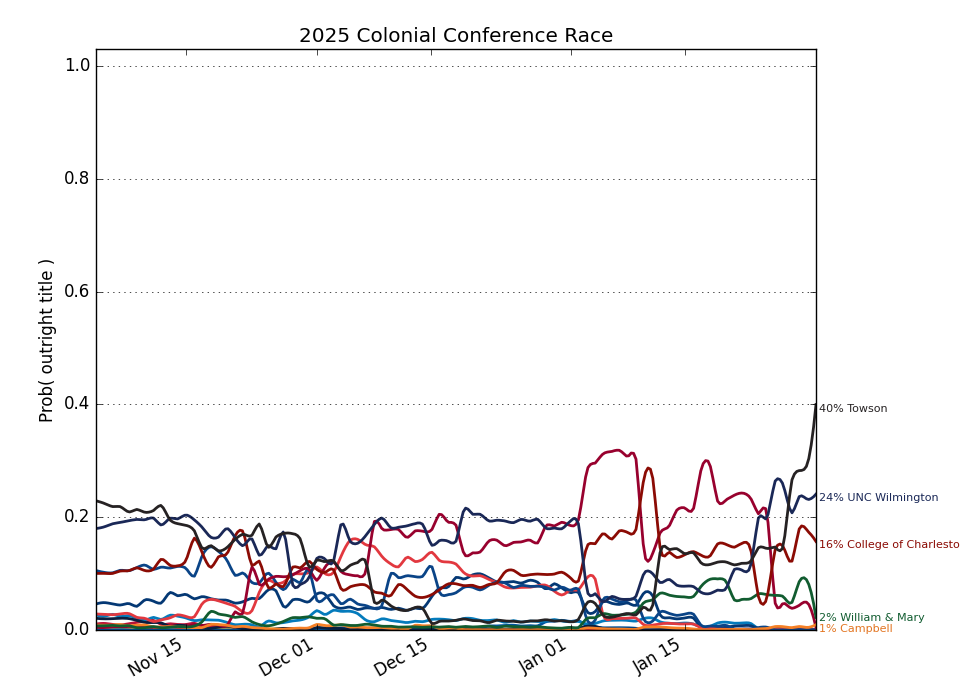 2025 Colonial Conference Race
1.0
0.8
0.6
0.4
0.2
0.0
Prob( outright title )
40% Towson
24% UNC Wilmington
16% College of Charlesto
2% William & Mary
1% Campbell
Nov 15
Dec 01
Dec 15
Jan 01
Jan 15